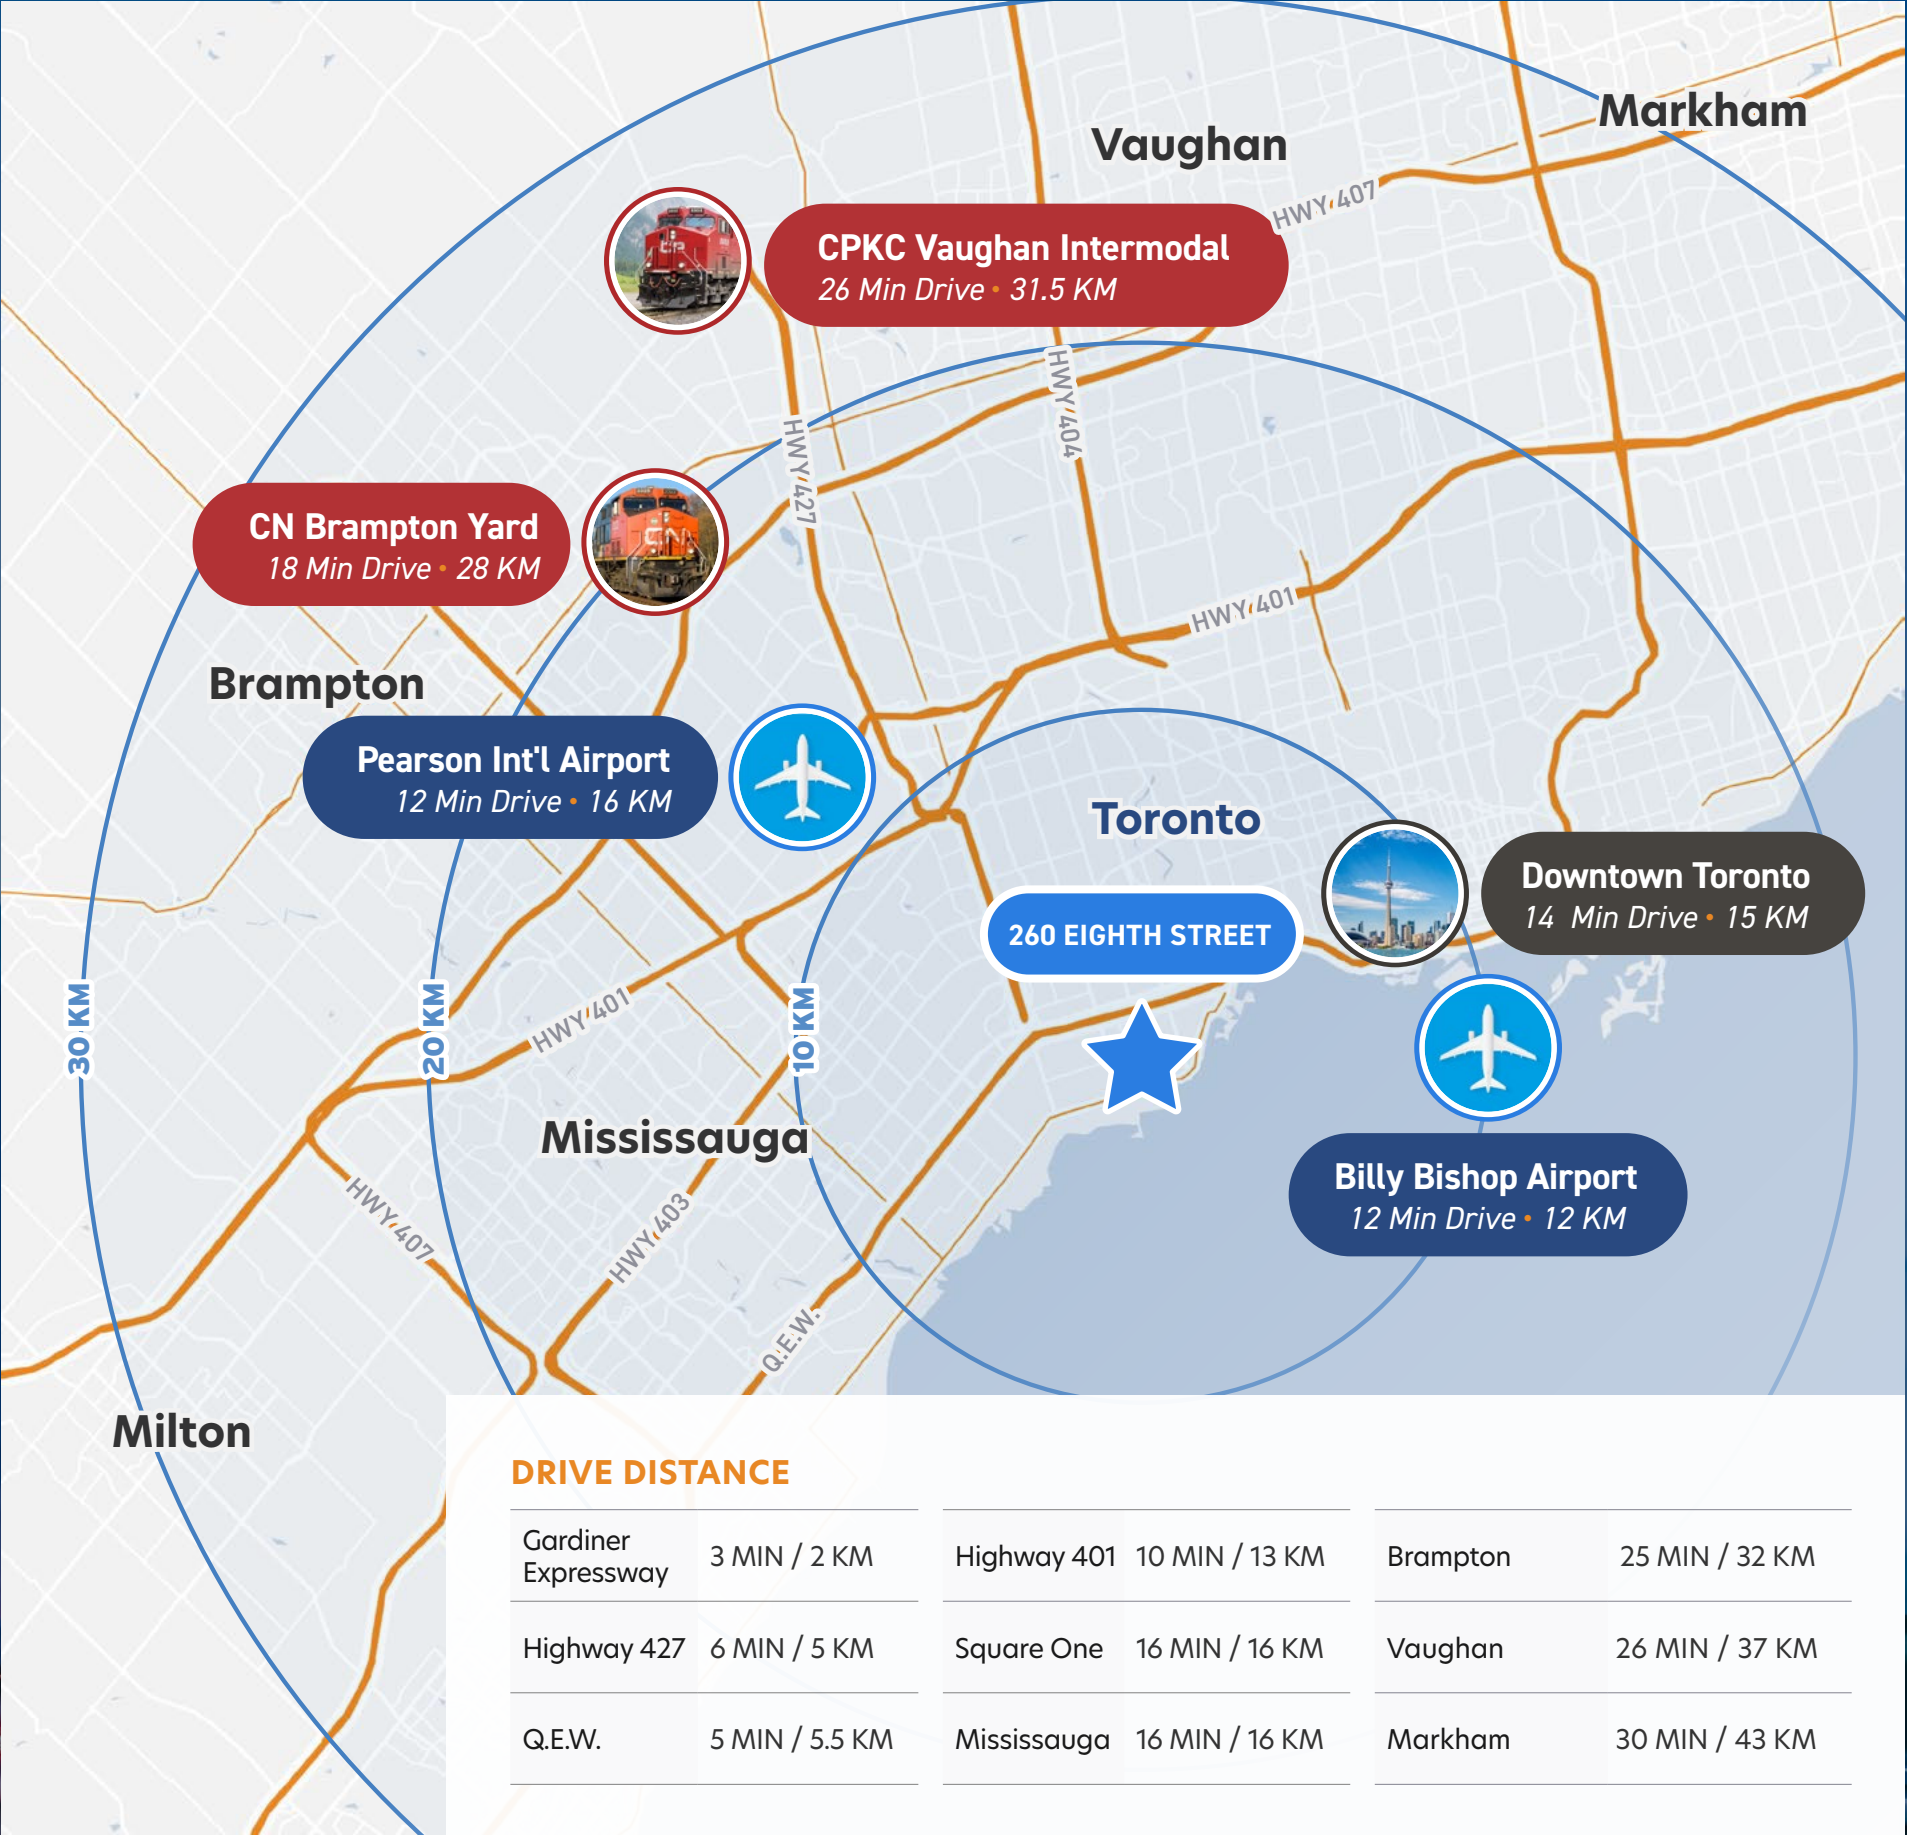 Markham
Vaughan
HWY 407
CPKC Vaughan Intermodal
26 Min Drive • 31.5 KM
HWY 404
HWY 427
CN Brampton Yard
18 Min Drive • 28 KM
HWY 401
Brampton
Pearson Int'l Airport
12 Min Drive • 16 KM
Toronto
Downtown Toronto
14 Min Drive • 15 KM
260 EIGHTH STREET
30 KM
20 KM
10 KM
HWY 401
Mississauga
Billy Bishop Airport
12 Min Drive • 12 KM
HWY 407
HWY 403
Q.E.W.
Milton
DRIVE DISTANCE
Gardiner
Expressway
3 MIN / 2 KM
Highway 427
6 MIN / 5 KM
Q.E.W.
5 MIN / 5.5 KM
Highway 401
10 MIN / 13 KM
Square One
16 MIN / 16 KM
Mississauga
16 MIN / 16 KM
Brampton
25 MIN / 32 KM
Vaughan
26 MIN / 37 KM
Markham
30 MIN / 43 KM
CP
CN